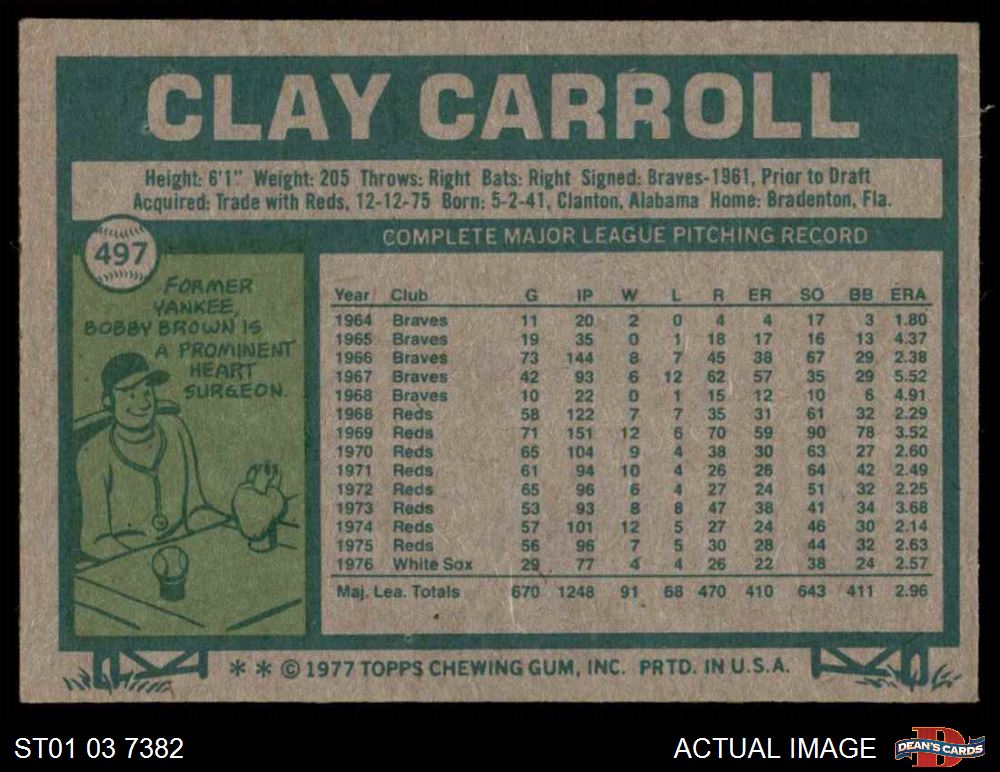 CLAY CARROLL
Height: 6'1" Weight: 205 Throws: Right Bats: Right Signed: Braves-1961, Prior to Draft
Acquired: Trade with Reds, 12-12-75 Born: 5-2-41, Clanton, Alabama Home: Bradenton, Fla.
497
COMPLETE MAJOR LEAGUE PITCHING RECORD
FORMER
YANKEE,
BOBBY BROWN IS
A PROMINENT
HEART
SURGEON.
Year Club G IP W L R ER SO BB ERA
1964 Braves 11 20 2 0 4 4 17 3 1.80
1965 Braves 19 35 0 1 18 17 16 13 4.37
1966 Braves 73 144 8 7 45 38 67 29 2.38
1967 Braves 42 93 6 12 62 57 35 29 5.52
1968 Braves 10 22 0 1 15 12 10 6 4.91
1968 Reds 58 122 7 7 35 31 61 32 2.29
1969 Reds 71 151 12 6 70 59 90 78 3.52
1970 Reds 65 104 9 4 38 30 63 27 2.60
1971 Reds 61 94 10 4 26 26 64 42 2.49
1972 Reds 65 96 6 4 27 24 51 32 2.25
1973 Reds 53 93 8 8 47 38 41 34 3.68
1974 Reds 57 101 12 5 27 24 46 30 2.14
1975 Reds 56 96 7 5 30 28 44 32 2.63
1976 White Sox 29 77 4 4 26 22 38 24 2.57
Maj. Lea. Totals 670 1248 91 68 470 410 643 411 2.96
* * © 1977 TOPPS CHEWING GUM, INC. PRTD. IN U.S.A.
ST01 03 7382
ACTUAL IMAGE
D
DEAN'S CARDS